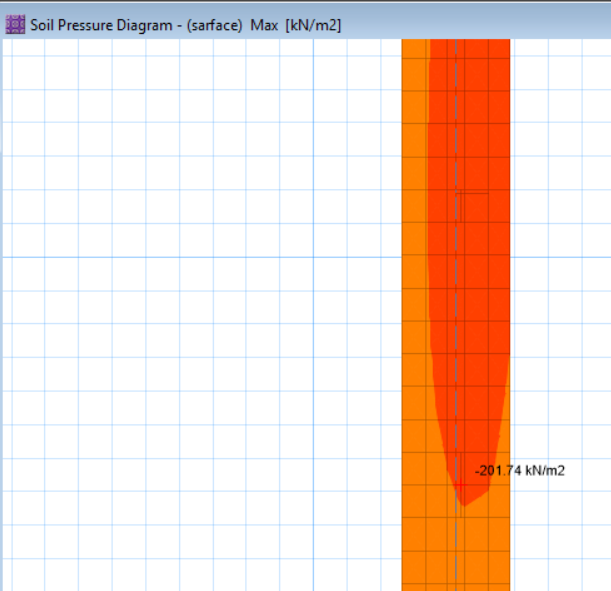 Soil Pressure Diagram - (sarface) Max [kN/m2]
-201.74 kN/m2